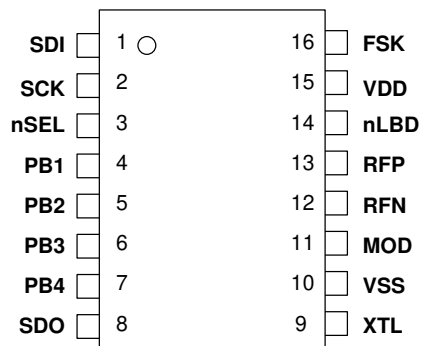 SDI 1 16 FSK
SCK 2 15 VDD
nSEL 3 14 nLBD
PB1 4 13 RFP
PB2 5 12 RFN
PB3 6 11 MOD
PB4 7 10 VSS
SDO 8 9 XTL